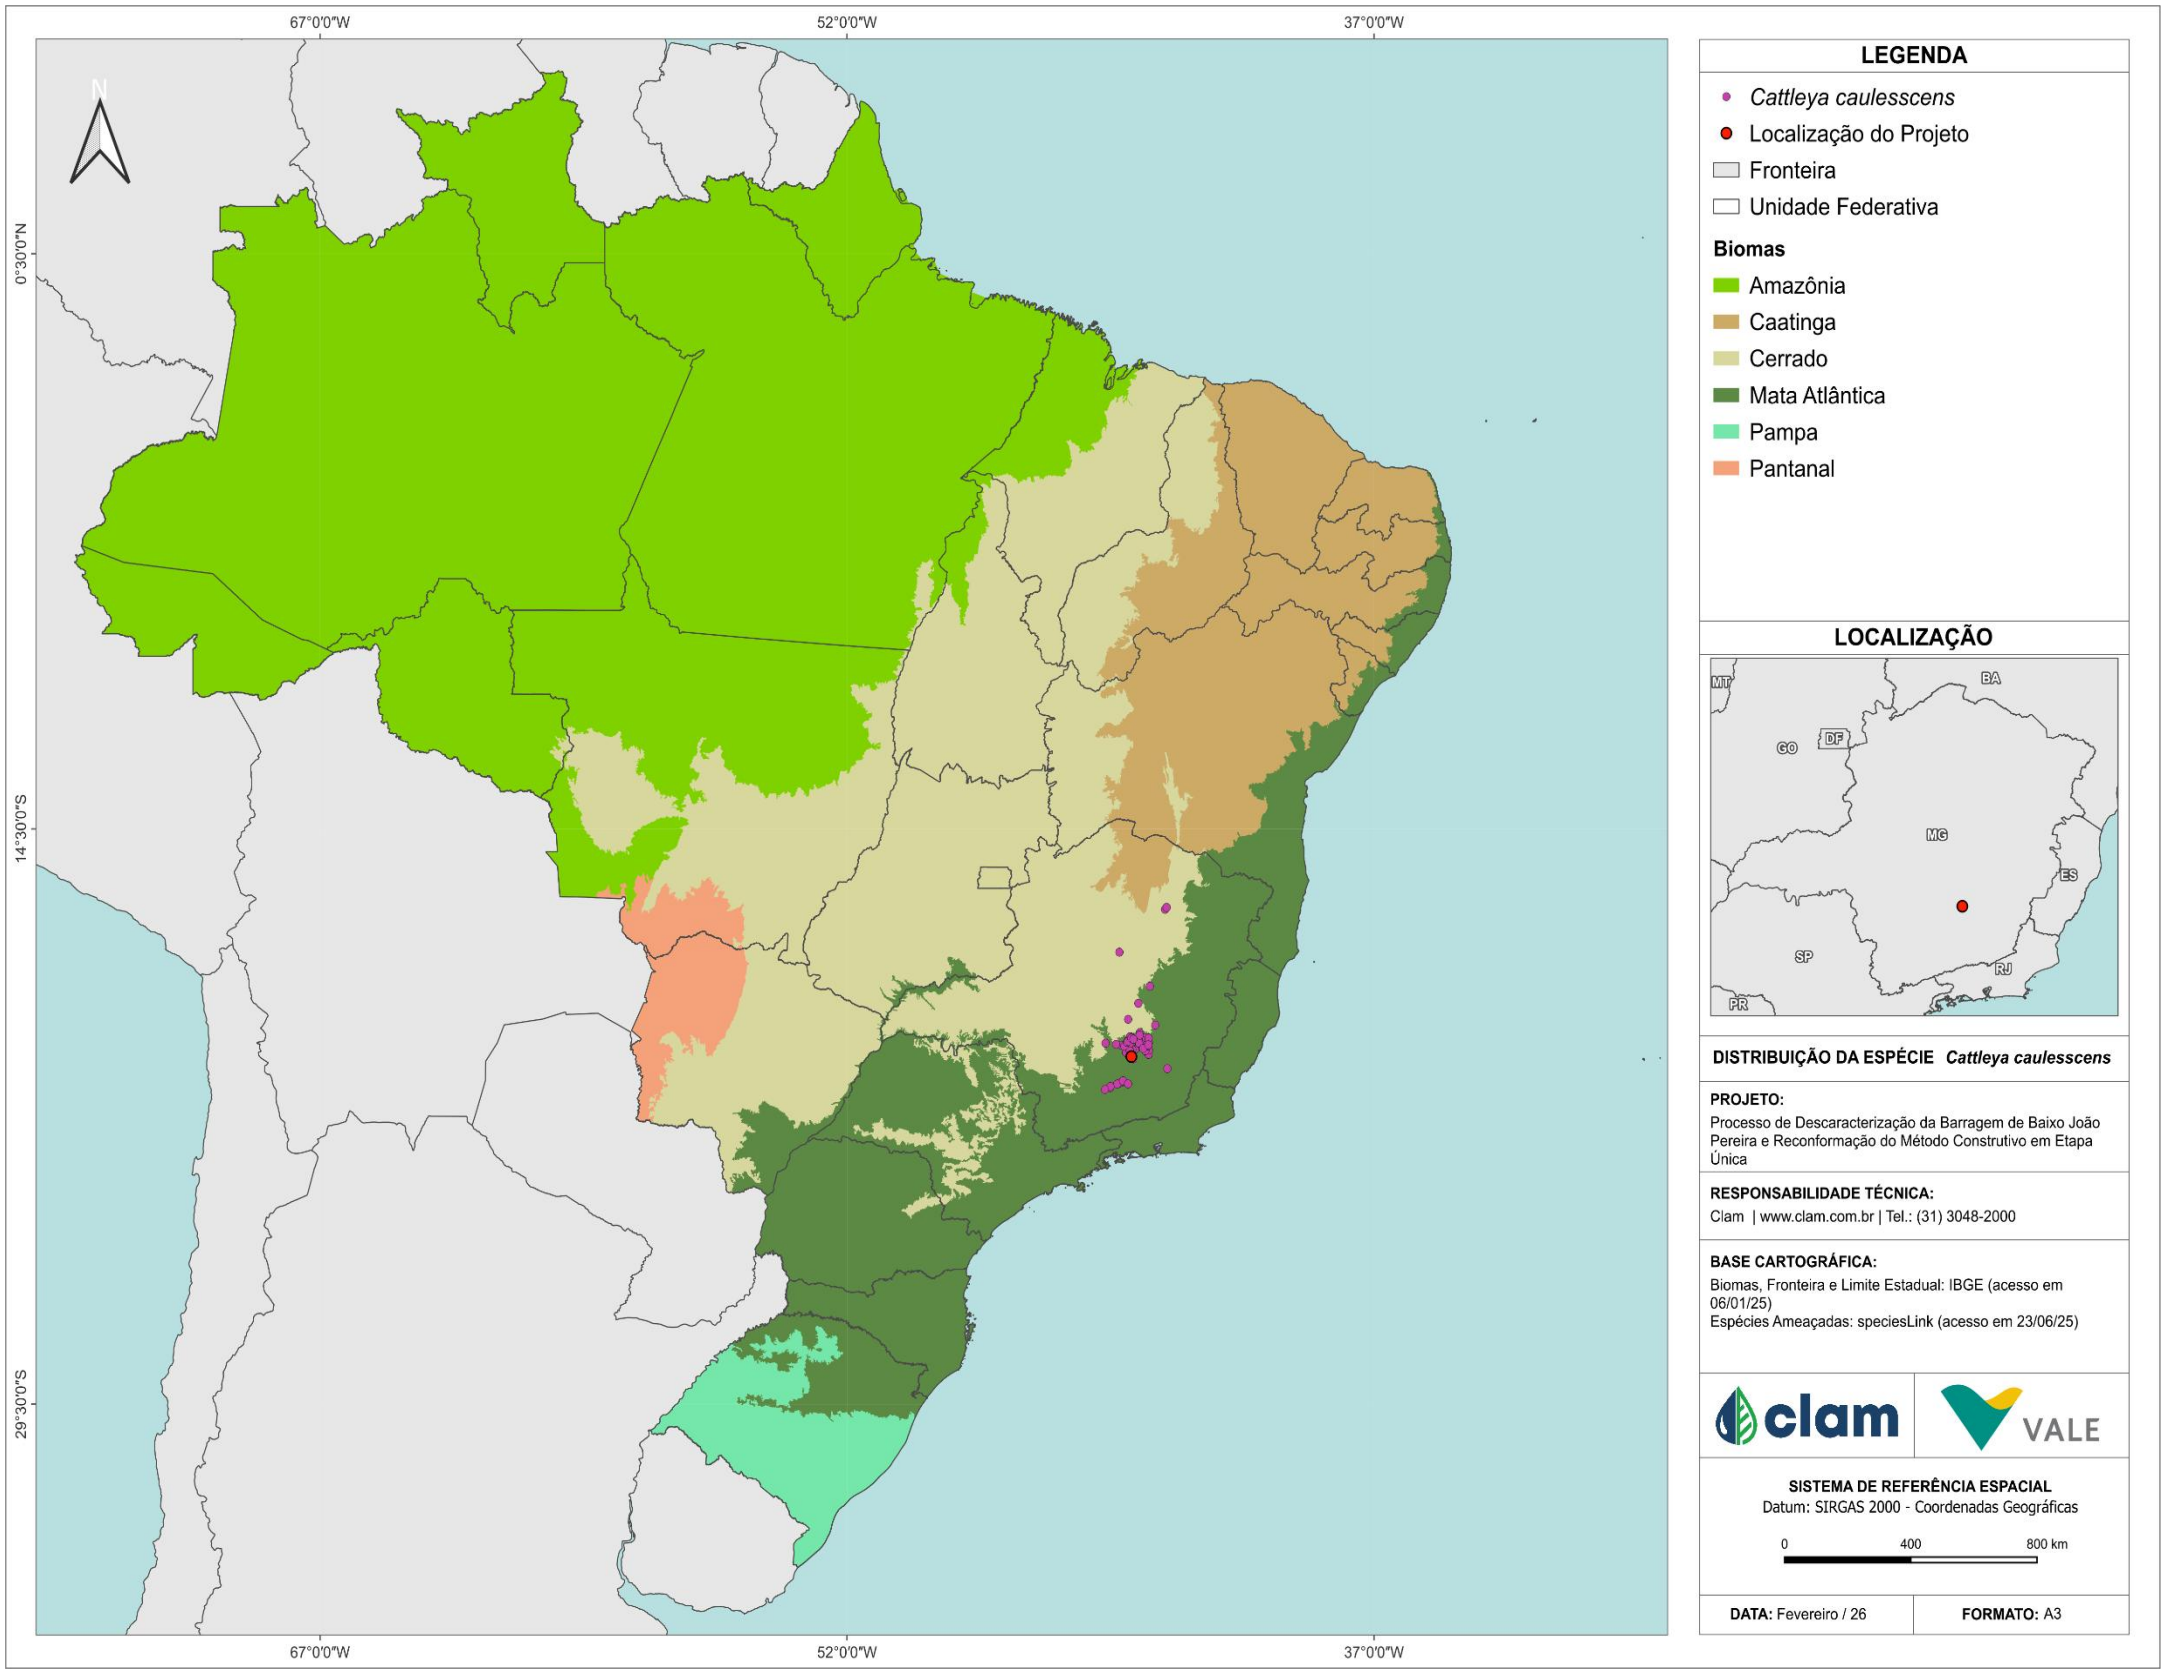 67°0'0"W 52°0'0"W 37°0'0"W
N
0°30'0"N
14°30'0"S
29°30'0"S
67°0'0"W 52°0'0"W 37°0'0"W
LEGENDA
Cattleya caulesscens
Localização do Projeto
Fronteira
Unidade Federativa
Biomas
Amazônia
Caatinga
Cerrado
Mata Atlântica
Pampa
Pantanal
LOCALIZAÇÃO
MT
BA
GO
DF
MG
ES
SP
RJ
PR
DISTRIBUIÇÃO DA ESPÉCIE Cattleya caulesscens
PROJETO:
Processo de Descaracterização da Barragem de Baixo João
Pereira e Reconformação do Método Construtivo em Etapa
Única
RESPONSABILIDADE TÉCNICA:
Clam | www.clam.com.br | Tel.: (31) 3048-2000
BASE CARTOGRÁFICA:
Biomas, Fronteira e Limite Estadual: IBGE (acesso em
06/01/25)
Espécies Ameaçadas: speciesLink (acesso em 23/06/25)
clam
VALE
SISTEMA DE REFERÊNCIA ESPACIAL
Datum: SIRGAS 2000 - Coordenadas Geográficas
0 400 800 km
DATA: Fevereiro / 26 FORMATO: A3